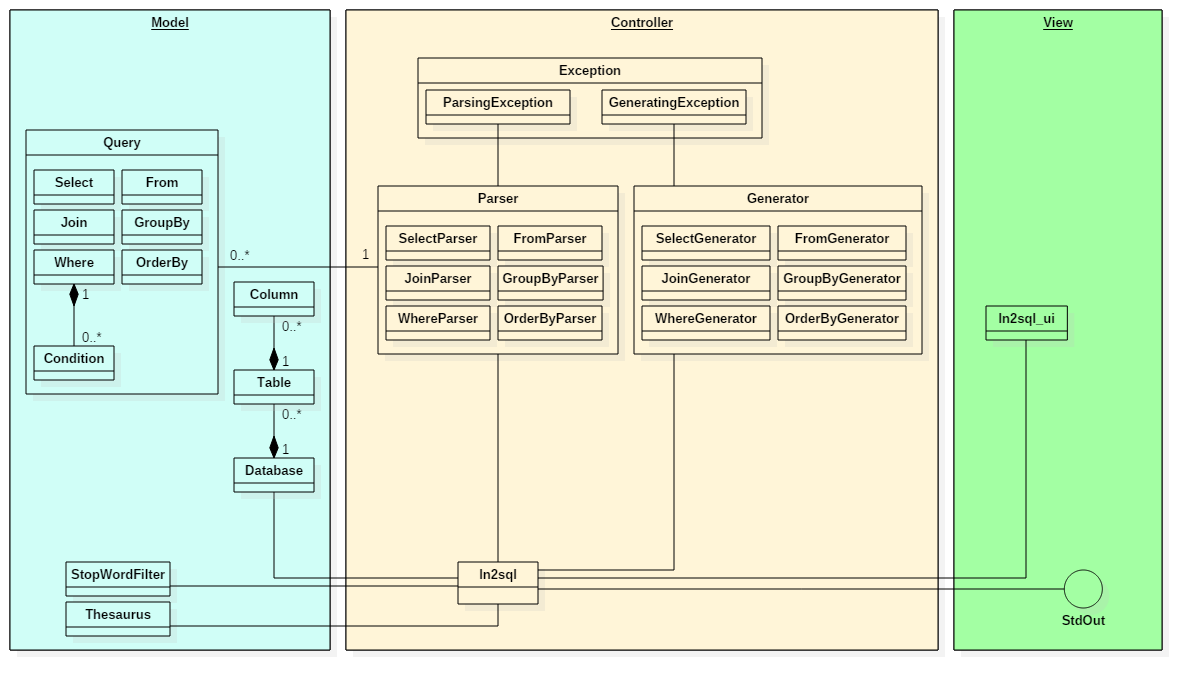 Model
Controller
View
Exception
ParsingException
GeneratingException
Query
Select
From
Join
GroupBy
Where
OrderBy
1
0..*
Condition
0..*
1
Column
0..*
1
Table
0..*
1
Database
Parser
SelectParser
FromParser
JoinParser
GroupByParser
WhereParser
OrderByParser
Generator
SelectGenerator
FromGenerator
JoinGenerator
GroupByGenerator
WhereGenerator
OrderByGenerator
ln2sql_ui
StopWordFilter
Thesaurus
ln2sql
StdOut